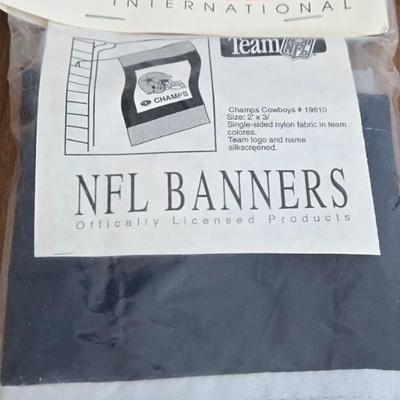 INTERNATIONAL
Team NFL
CHAMPS
Champs Cowboys # 19810
Size: 2' x 3/
Single-sided nylon fabric in team
colores.
Team logo and name
silkscreened.
NFL BANNERS
Offically Licensed Products